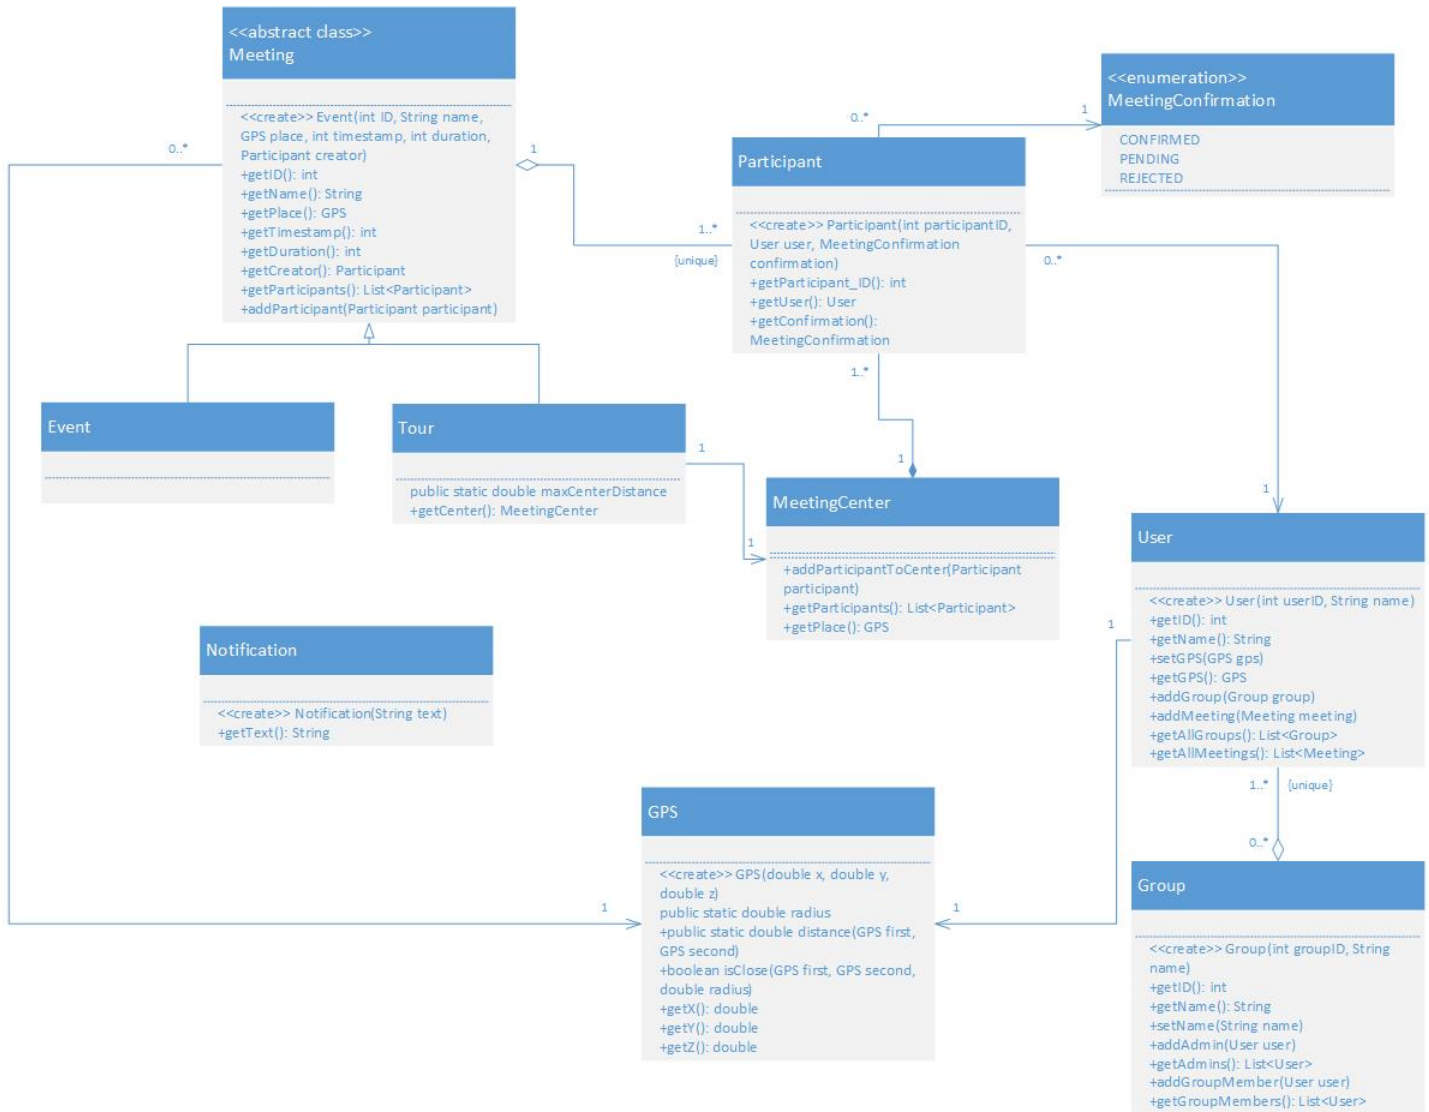 <<abstract class>>
Meeting
<<create>> Event(int ID, String name,
GPS place, int timestamp, int duration,
Participant creator)
+getID(): int
+getName(): String
+getPlace(): GPS
+getTimestamp(): int
+getDuration(): int
+getCreator(): Participant
+getParticipants(): List<Participant>
+addParticipant(Participant participant)
0..*
1
1..*
{unique}
Participant
<<create>> Participant(int participantID,
User user, MeetingConfirmation
confirmation)
+getParticipant_ID(): int
+getUser(): User
+getConfirmation():
MeetingConfirmation
0..*
1
<<enumeration>>
MeetingConfirmation
CONFIRMED
PENDING
REJECTED
0..*
1
1..*
1
Event
Tour
public static double maxCenterDistance
+getCenter(): MeetingCenter
1
1
MeetingCenter
+addParticipantToCenter(Participant
participant)
+getParticipants(): List<Participant>
+getPlace(): GPS
User
<<create>> User(int userID, String name)
+getID(): int
+getName(): String
+setGPS(GPS gps)
+getGPS(): GPS
+addGroup(Group group)
+addMeeting(Meeting meeting)
+getAllGroups(): List<Group>
+getAllMeetings(): List<Meeting>
1
1..*
{unique}
0..*
Notification
<<create>> Notification(String text)
+getText(): String
GPS
<<create>> GPS(double x, double y,
double z)
public static double radius
+public static double distance(GPS first,
GPS second)
+boolean isClose(GPS first, GPS second,
double radius)
+getX(): double
+getY(): double
+getZ(): double
1
1
Group
<<create>> Group(int groupID, String
name)
+getID(): int
+getName(): String
+setName(String name)
+addAdmin(User user)
+getAdmins(): List<User>
+addGroupMember(User user)
+getGroupMembers(): List<User>